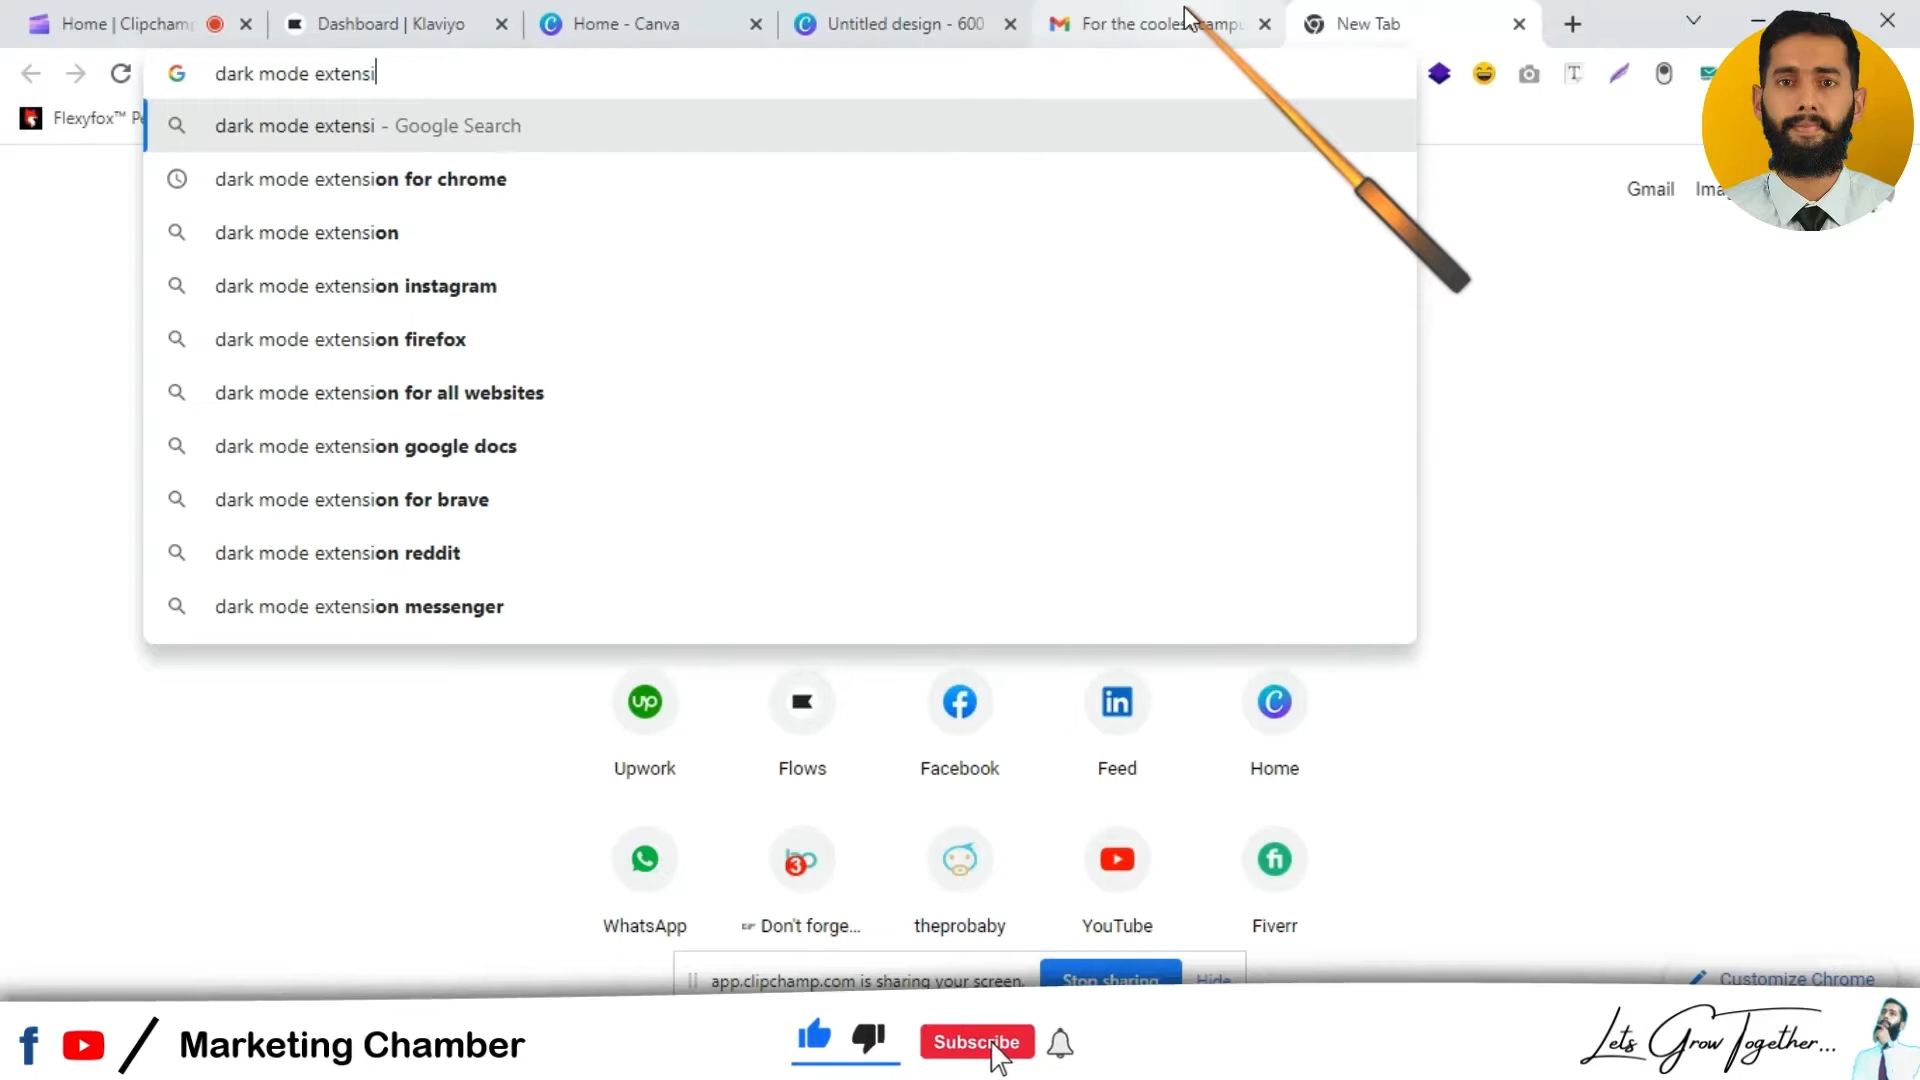 Home | Clipcham
Dashboard | Klaviyo
Home - Canva
Untitled design - 600
For the cooles
New Tab
dark mode extensi
Flexyfox™ Pe
dark mode extensi - Google Search
dark mode extension for chrome
Gmail
dark mode extension
dark mode extension instagram
dark mode extension firefox
dark mode extension for all websites
dark mode extension google docs
dark mode extension for brave
dark mode extension reddit
dark mode extension messenger
Upwork
Flows
Facebook
Feed
Home
WhatsApp
Don't forge...
theprobaby
YouTube
Fiverr
app.clipchamp.com is sharing your screen.
Stop sharing
Hide
Customize Chrome
Marketing Chamber
Subscribe
Lets Grow Together...